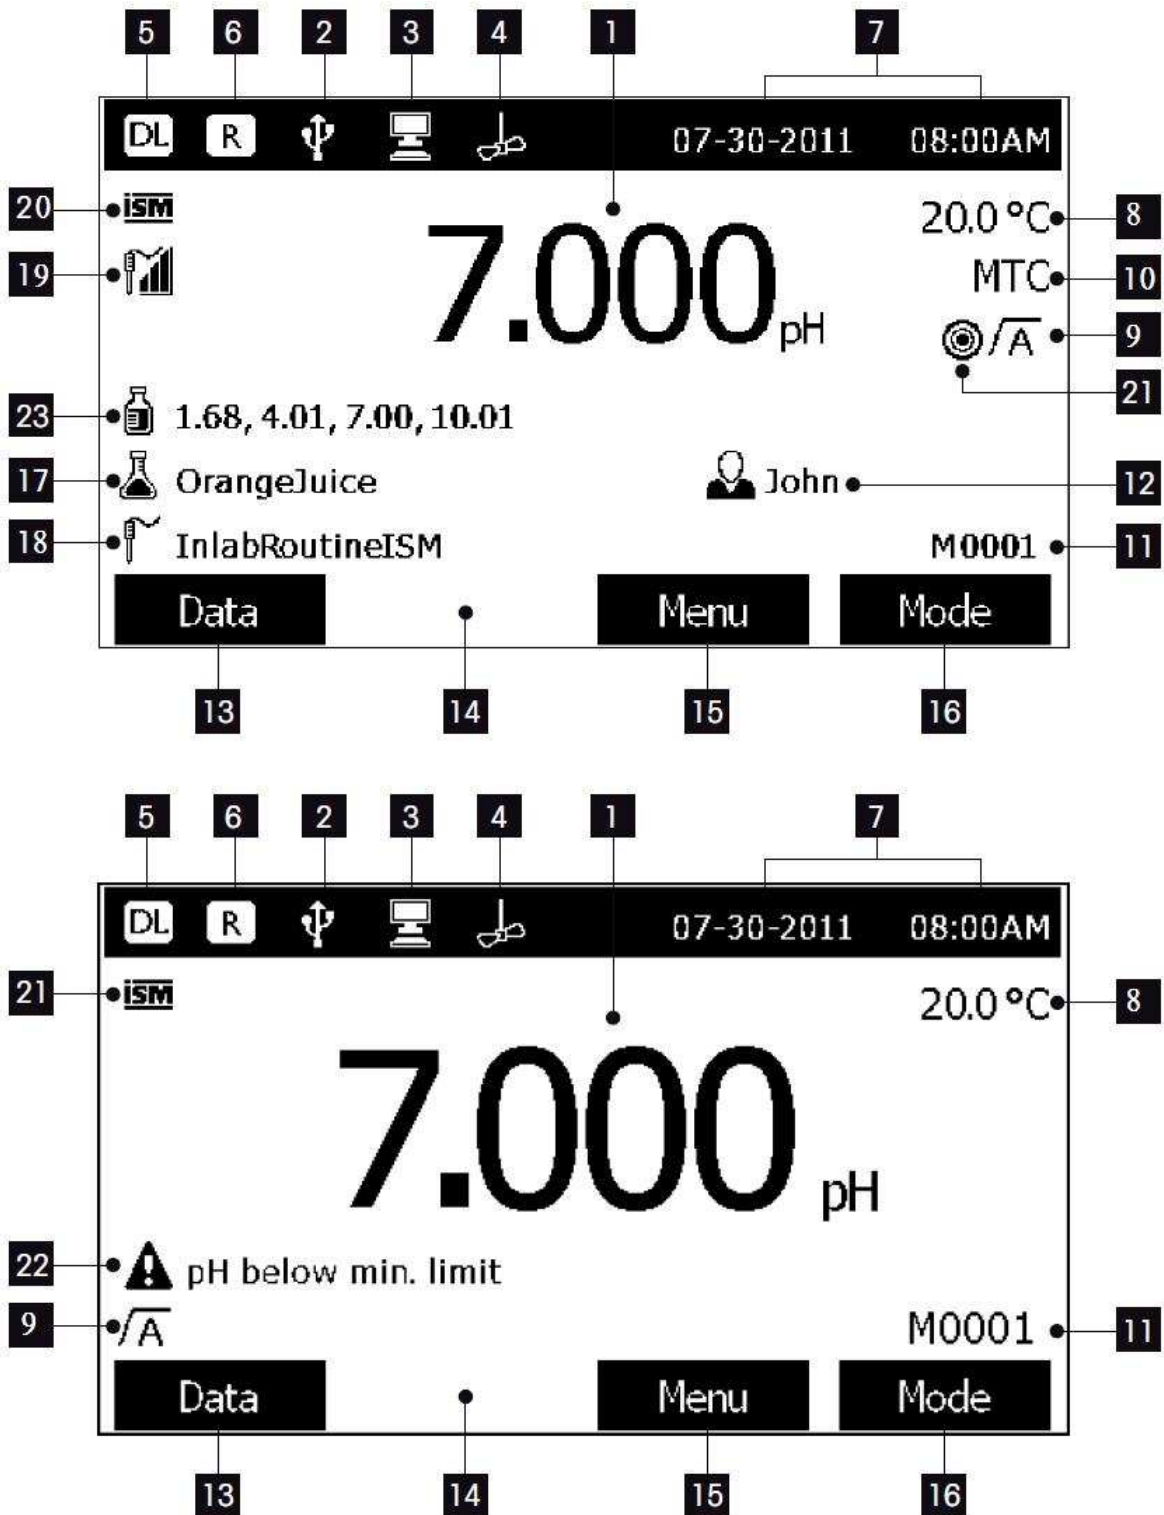 5 6 2 3 4 1 7
DL R 07-30-2011 08:00AM
20 ISM 7.000 pH 20.0 °C 8
19 MTC 10
√A 9
21
23 1.68, 4.01, 7.00, 10.01
17 OrangeJuice John 12
18 InlabRoutineISM M0001 11
Data Menu Mode
13 14 15 16
5 6 2 3 4 1 7
DL R 07-30-2011 08:00AM
21 ISM 20.0 °C 8
7.000 pH
22 pH below min. limit
9 √A M0001 11
Data Menu Mode
13 14 15 16